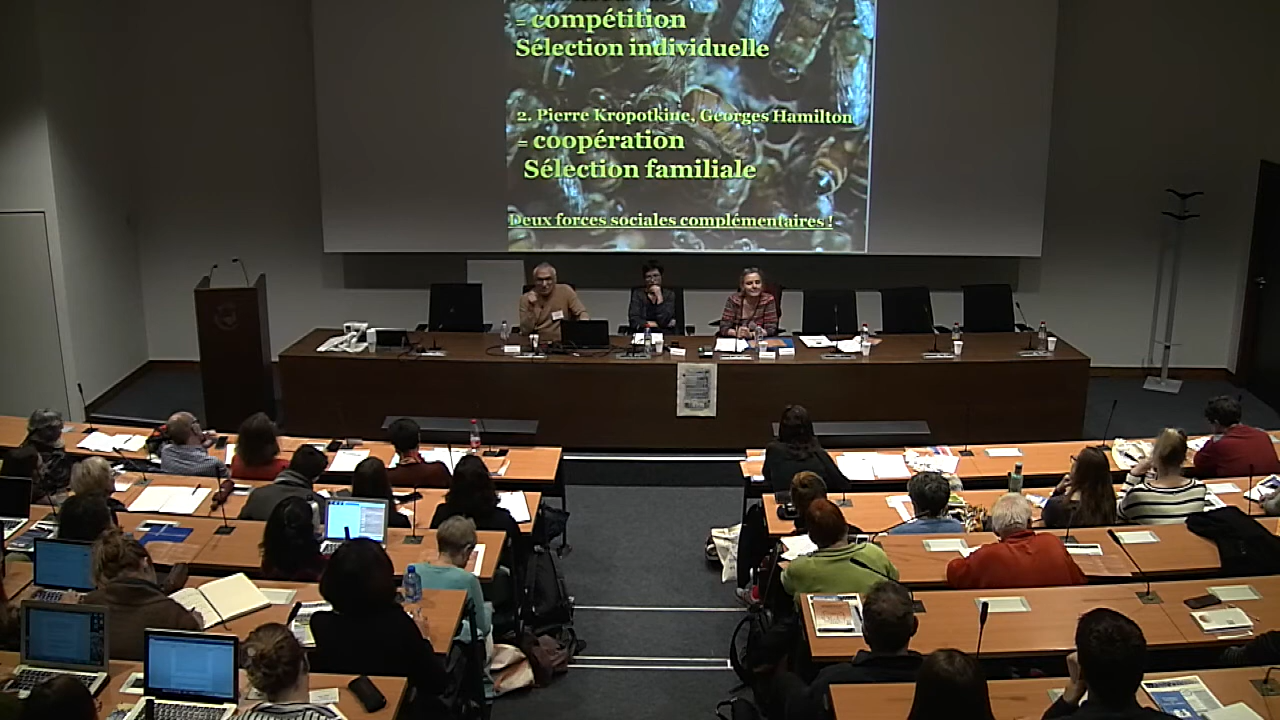 = compétition
Sélection individuelle
2. Pierre Kropotkine, Georges Hamilton
= coopération
Sélection familiale
Deux forces sociales complémentaires !